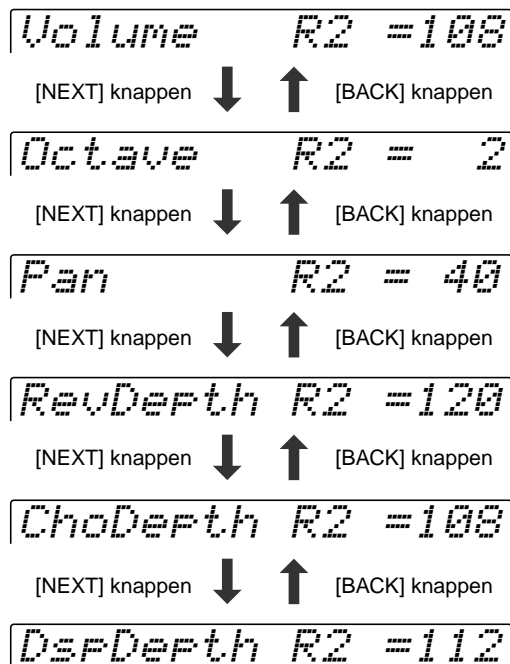 Volume R2 =108
[NEXT] knappen [BACK] knappen
Octave R2 = 2
[NEXT] knappen [BACK] knappen
Pan R2 = 40
[NEXT] knappen [BACK] knappen
RevDepth R2 =120
[NEXT] knappen [BACK] knappen
ChoDepth R2 =108
[NEXT] knappen [BACK] knappen
DspDepth R2 =112